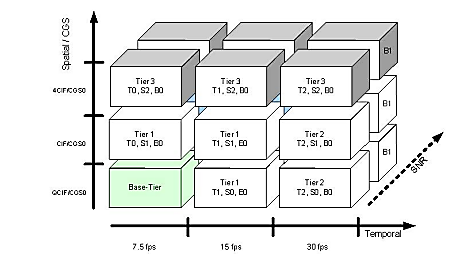 Spatial / CGS
B1
Tier 3
T0, S2, B0
Tier 3
T1, S2, B0
Tier 3
T2, S2, B0
4CIF/CGS0
B1
Tier 1
T0, S1, B0
Tier 1
T1, S1, E0
Tier 2
T2, S1, B0
CIF/CGS0
B1
Base-Tier
Tier 1
T1, S0, E0
Tier 2
T2, S0, B0
QCIF/CGS0
SNR
Temporal
7.5 fps
15 fps
30 fps